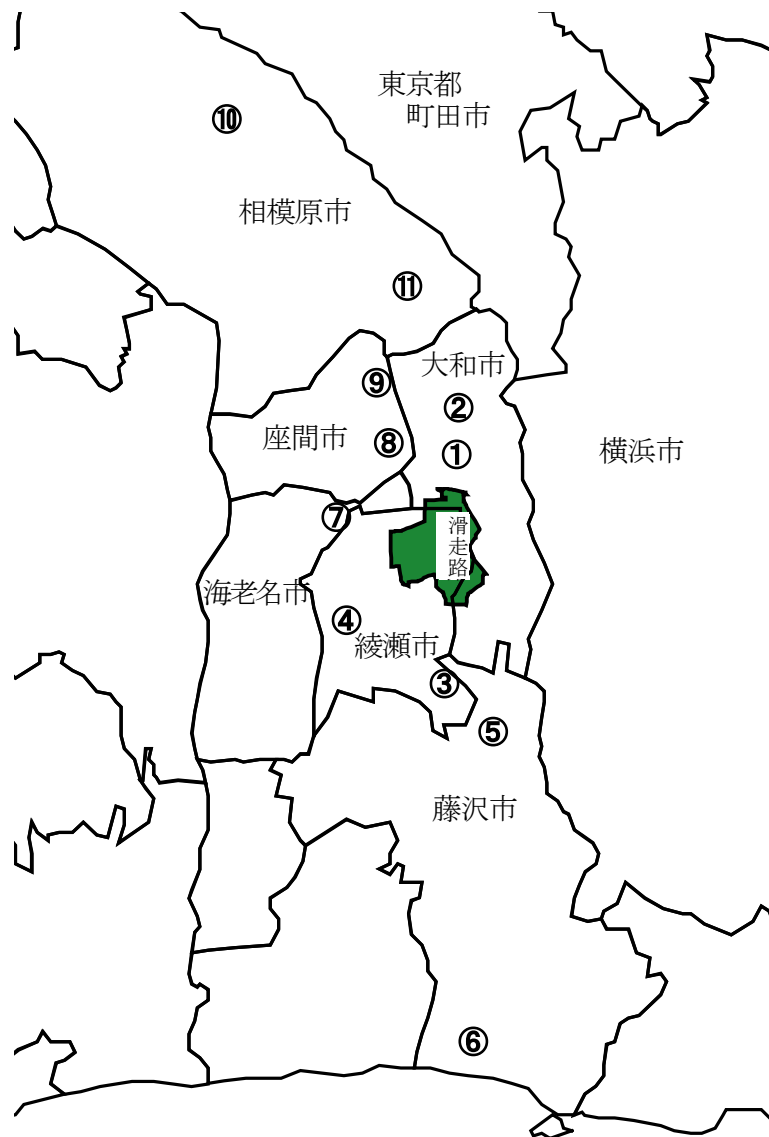 東京都
町田市
⑩
相模原市
⑪
大和市
⑨
②
座間市
⑧
①
横浜市
⑦
滑走路
海老名市
④
綾瀬市
③
⑤
藤沢市
⑥